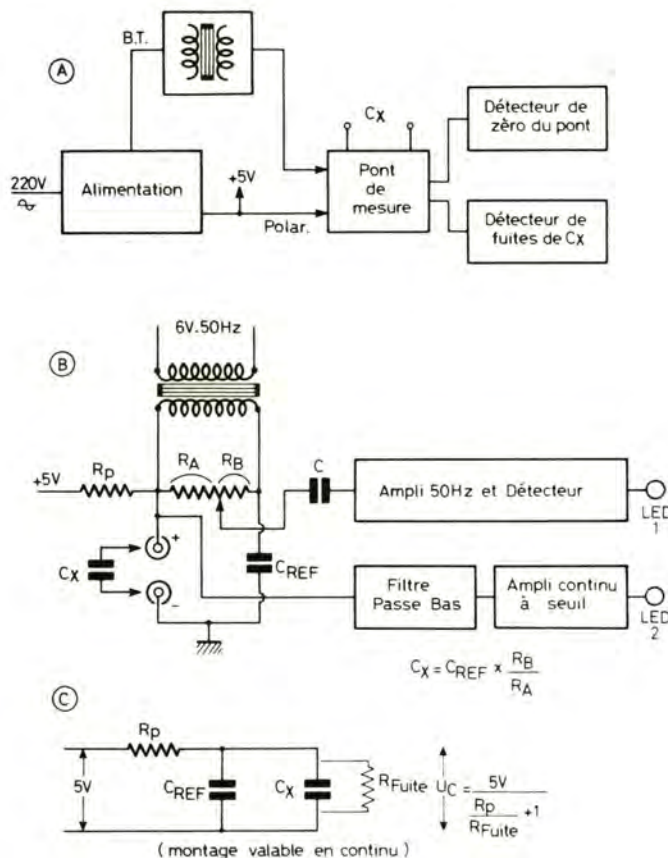 A
B.T.
220V
Alimentation
+5V
Polar.
Cx
Pont
de
mesure
Détecteur de
zèro du pont
Détecteur de
fuites de Cx
B
6V.50Hz
+5V
Rp
RA
RB
C
Ampli 50Hz et Détecteur
LED
1
Cx
+
-
CREF
Filtre
Passe Bas
Ampli continu
à seuil
LED
2
Cx = CREF x RB
RA
C
5V
Rp
CREF
Cx
RFuite
UC = 5V
Rp
RFuite +1
( montage valable en continu )